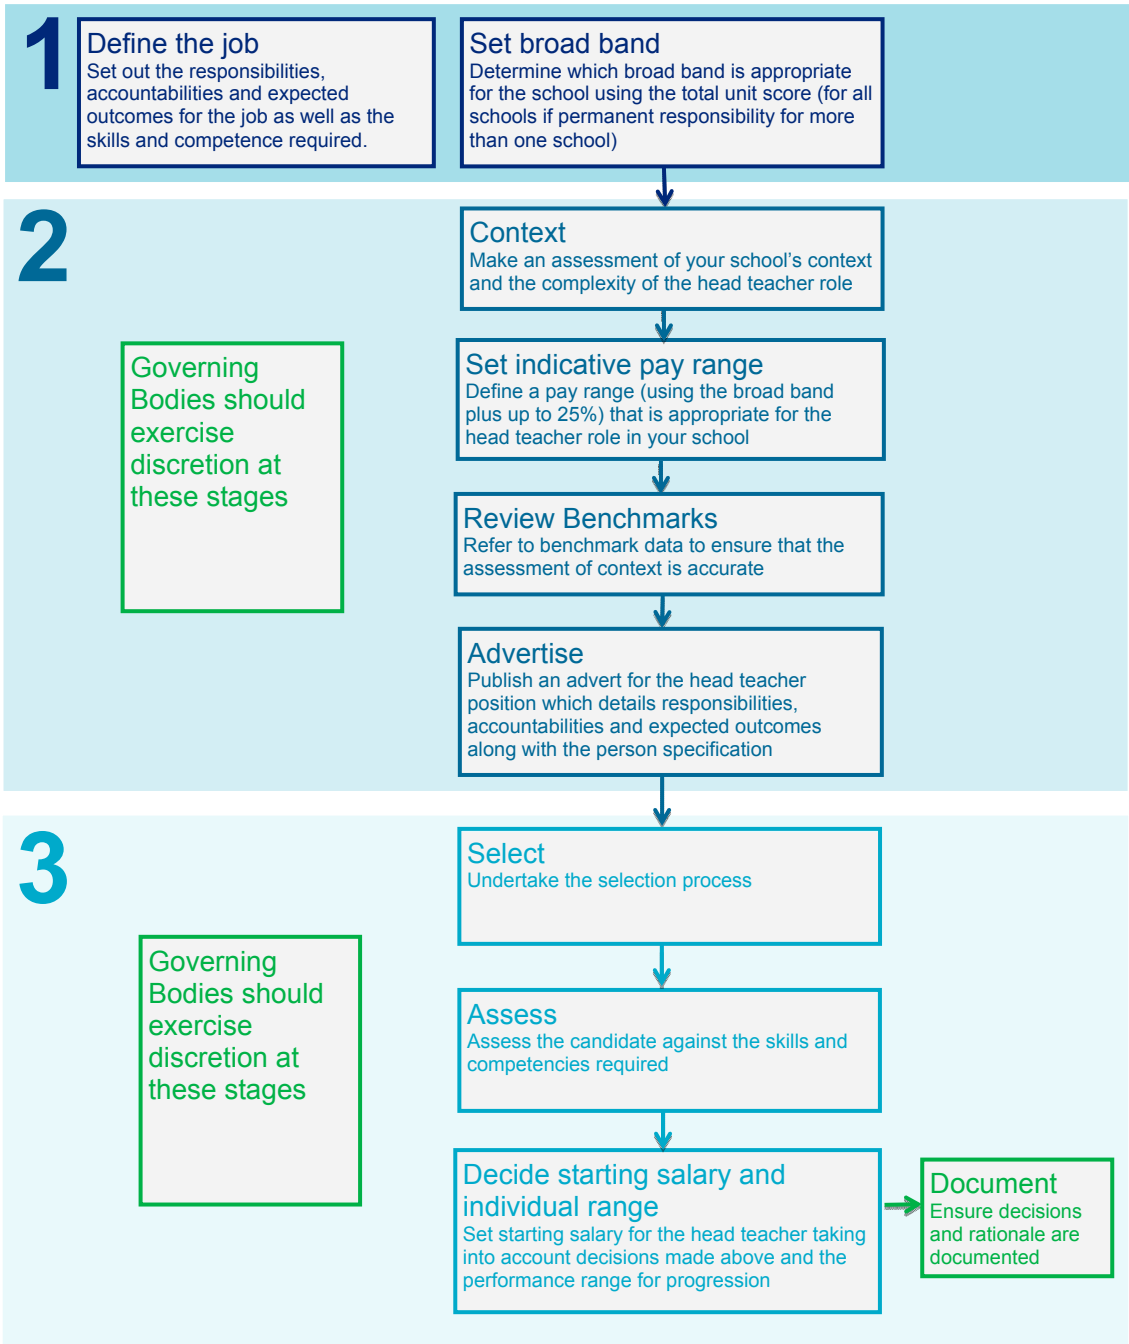 1
Define the job
Set out the responsibilities,
accountabilities and expected
outcomes for the job as well as the
skills and competence required.
Set broad band
Determine which broad band is appropriate
for the school using the total unit score (for all
schools if permanent responsibility for more
than one school)
2
Context
Make an assessment of your school’s context
and the complexity of the head teacher role
Governing
Bodies should
exercise
discretion at
these stages
Set indicative pay range
Define a pay range (using the broad band
plus up to 25%) that is appropriate for the
head teacher role in your school
Review Benchmarks
Refer to benchmark data to ensure that the
assessment of context is accurate
Advertise
Publish an advert for the head teacher
position which details responsibilities,
accountabilities and expected outcomes
along with the person specification
3
Select
Undertake the selection process
Governing
Bodies should
exercise
discretion at
these stages
Assess
Assess the candidate against the skills and
competencies required
Decide starting salary and
individual range
Set starting salary for the head teacher taking
into account decisions made above and the
performance range for progression
Document
Ensure decisions
and rationale are
documented